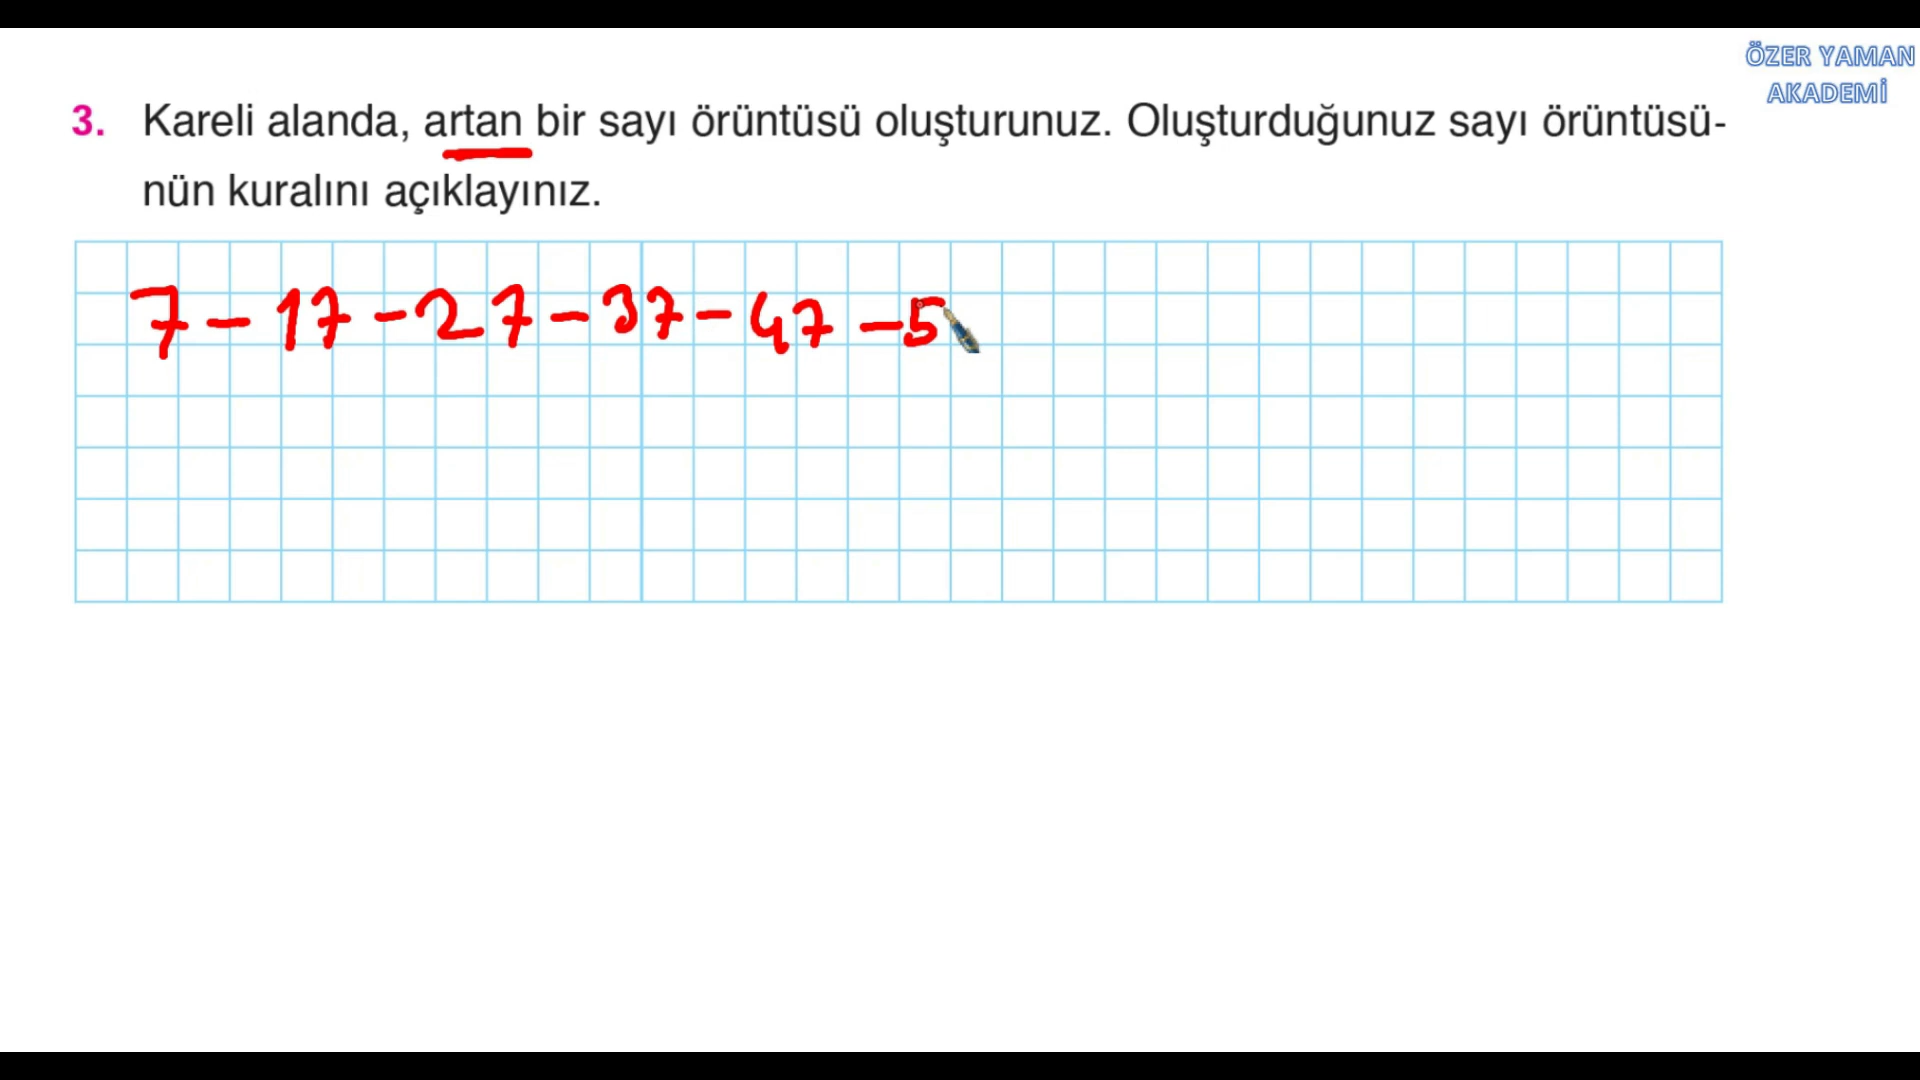 ÖZER YAMAN
AKADEMİ
3. Kareli alanda, artan bir sayı örüntüsü oluşturunuz. Oluşturduğunuz sayı örüntüsü-
nün kuralını açıklayınız.
7 - 17 - 27 - 37 - 47 - 5